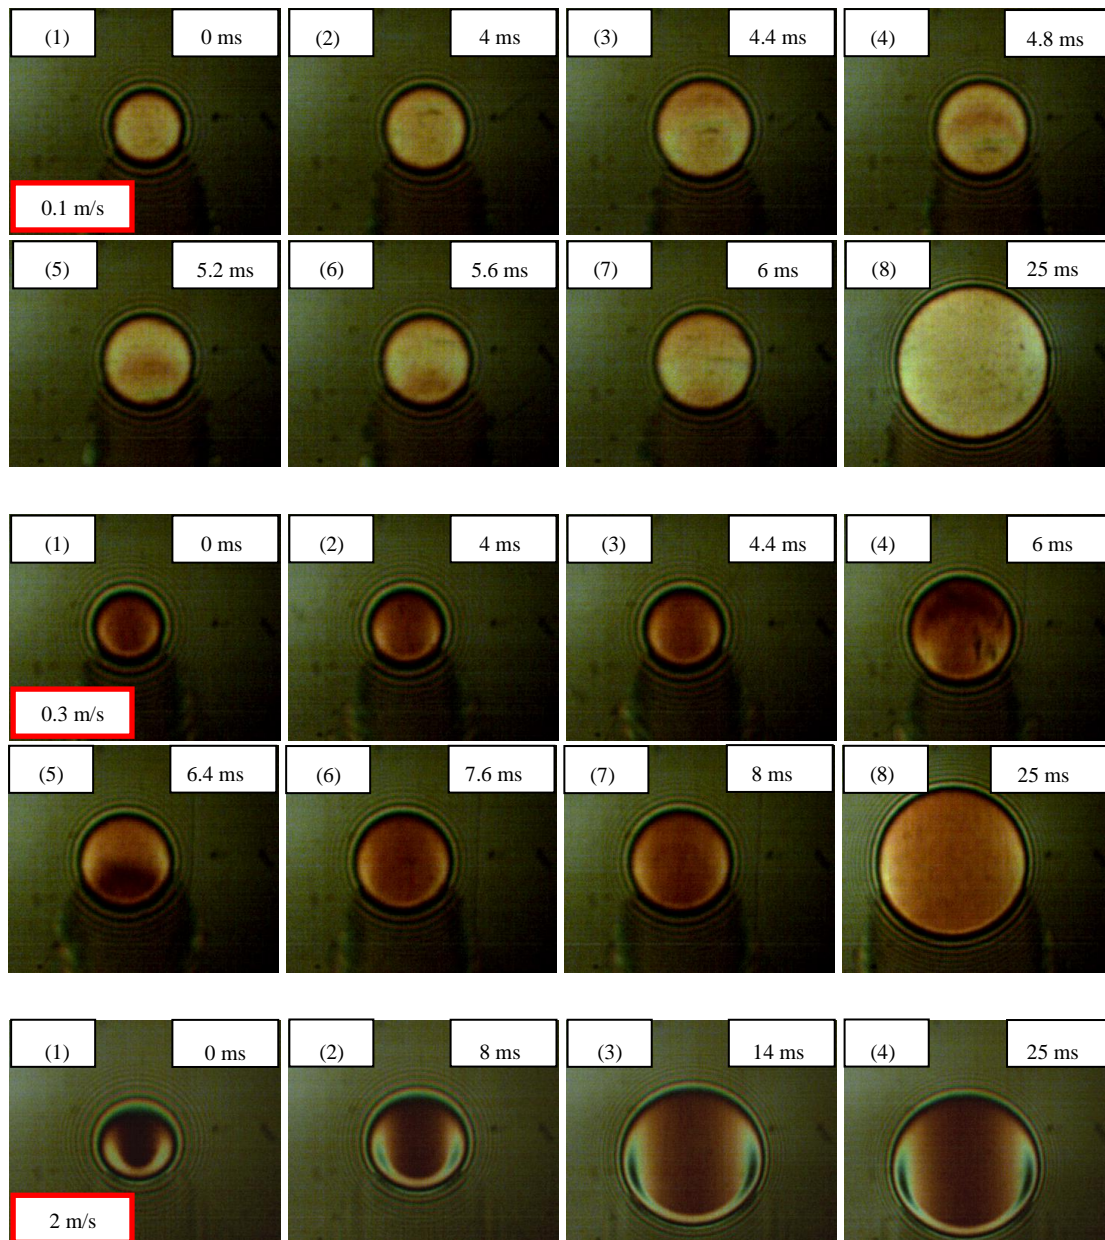 (1) 0 ms (2) 4 ms (3) 4.4 ms (4) 4.8 ms
0.1 m/s
(5) 5.2 ms (6) 5.6 ms (7) 6 ms (8) 25 ms
(1) 0 ms (2) 4 ms (3) 4.4 ms (4) 6 ms
0.3 m/s
(5) 6.4 ms (6) 7.6 ms (7) 8 ms (8) 25 ms
(1) 0 ms (2) 8 ms (3) 14 ms (4) 25 ms
2 m/s